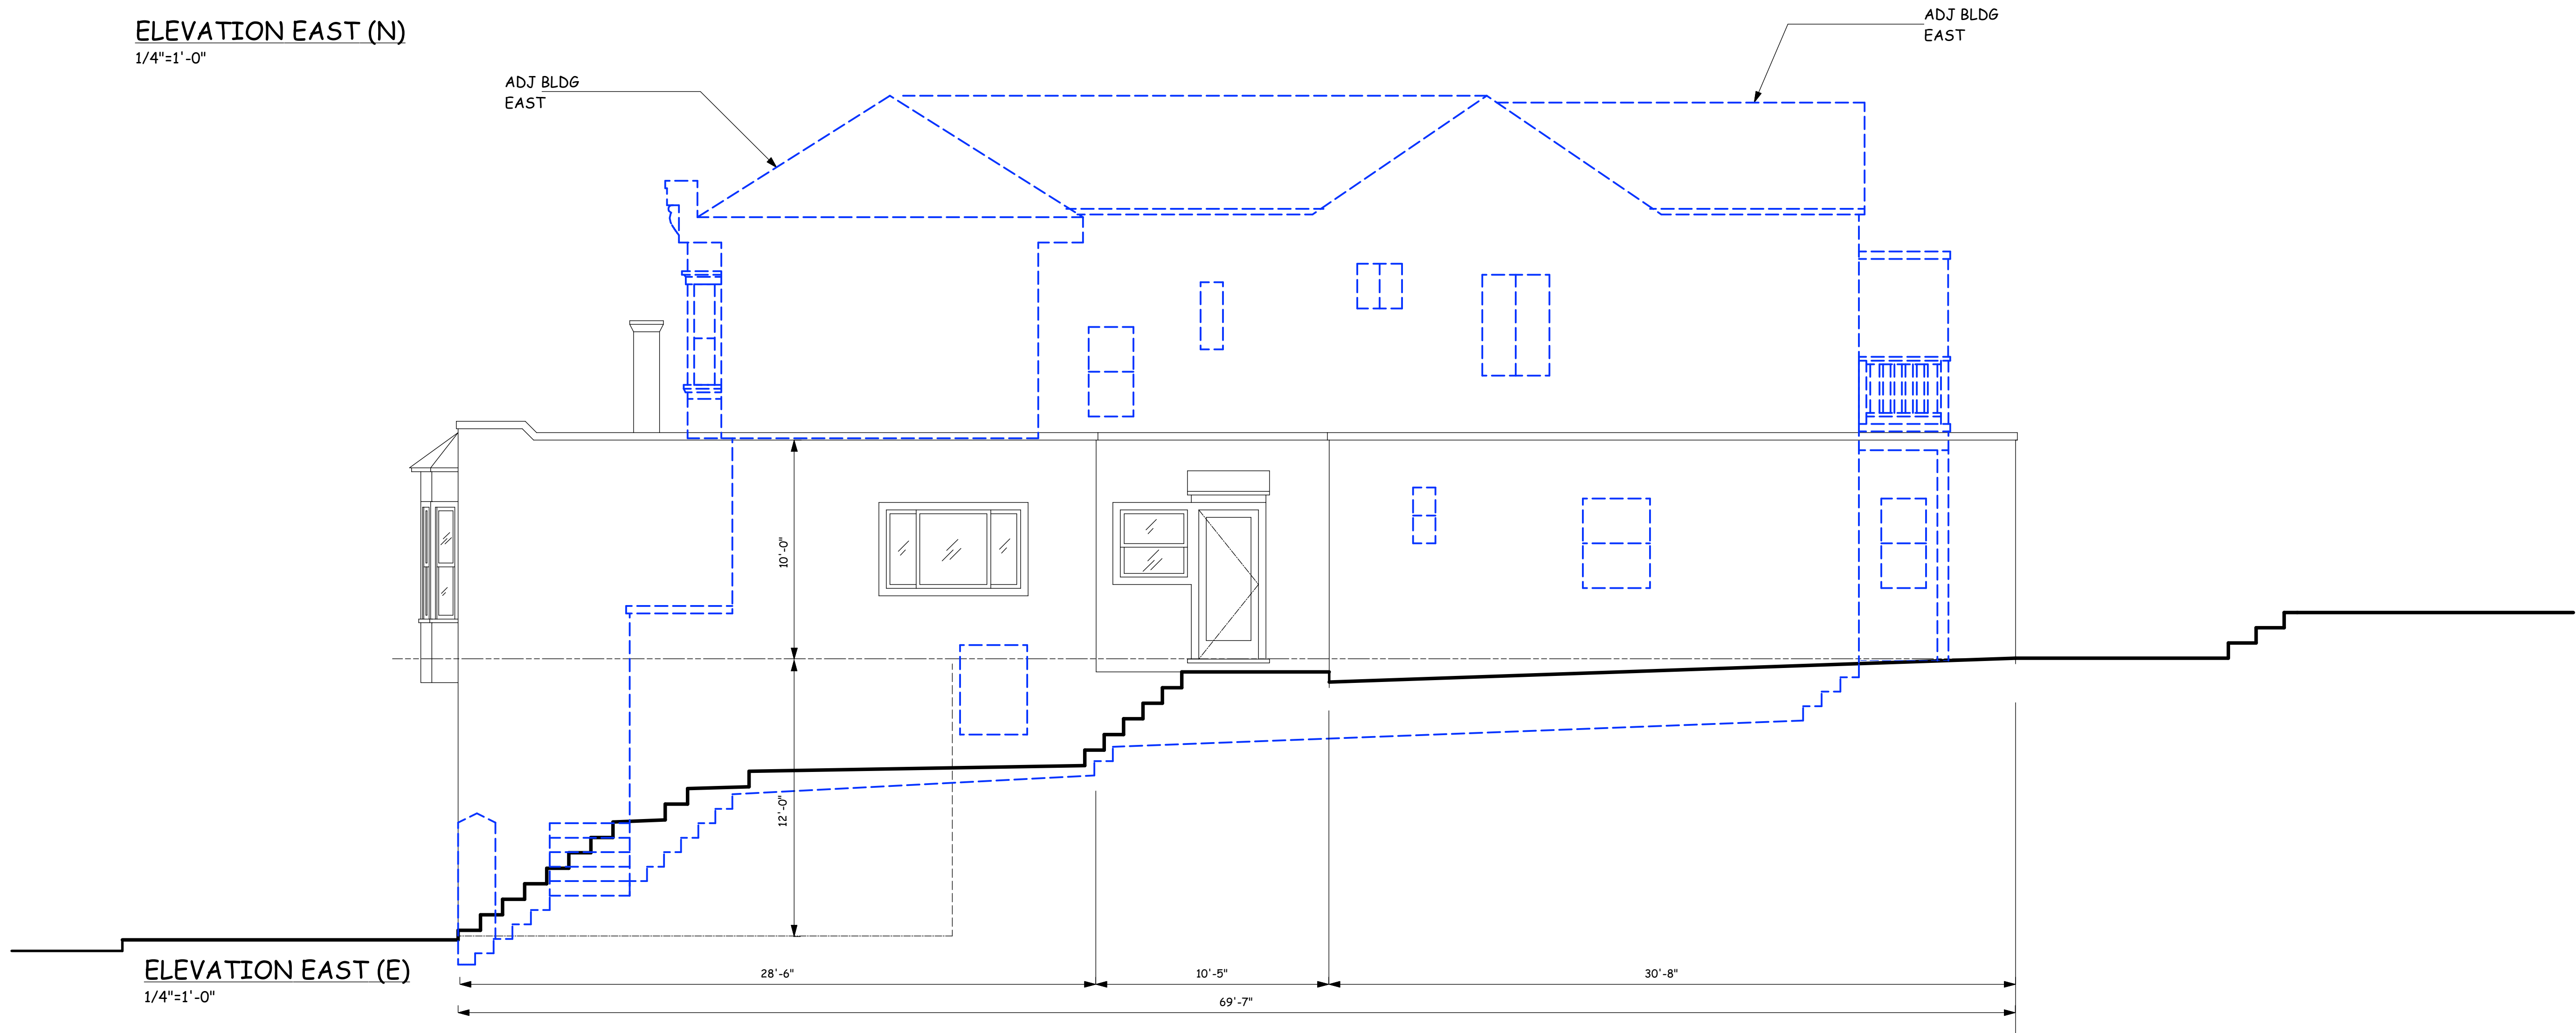 ELEVATION EAST (N)
1/4"=1'-0"
ADJ BLDG
EAST
ADJ BLDG
EAST
10'-0"
12'-0"
ELEVATION EAST (E)
1/4"=1'-0"
28'-6"
10'-5"
30'-8"
69'-7"